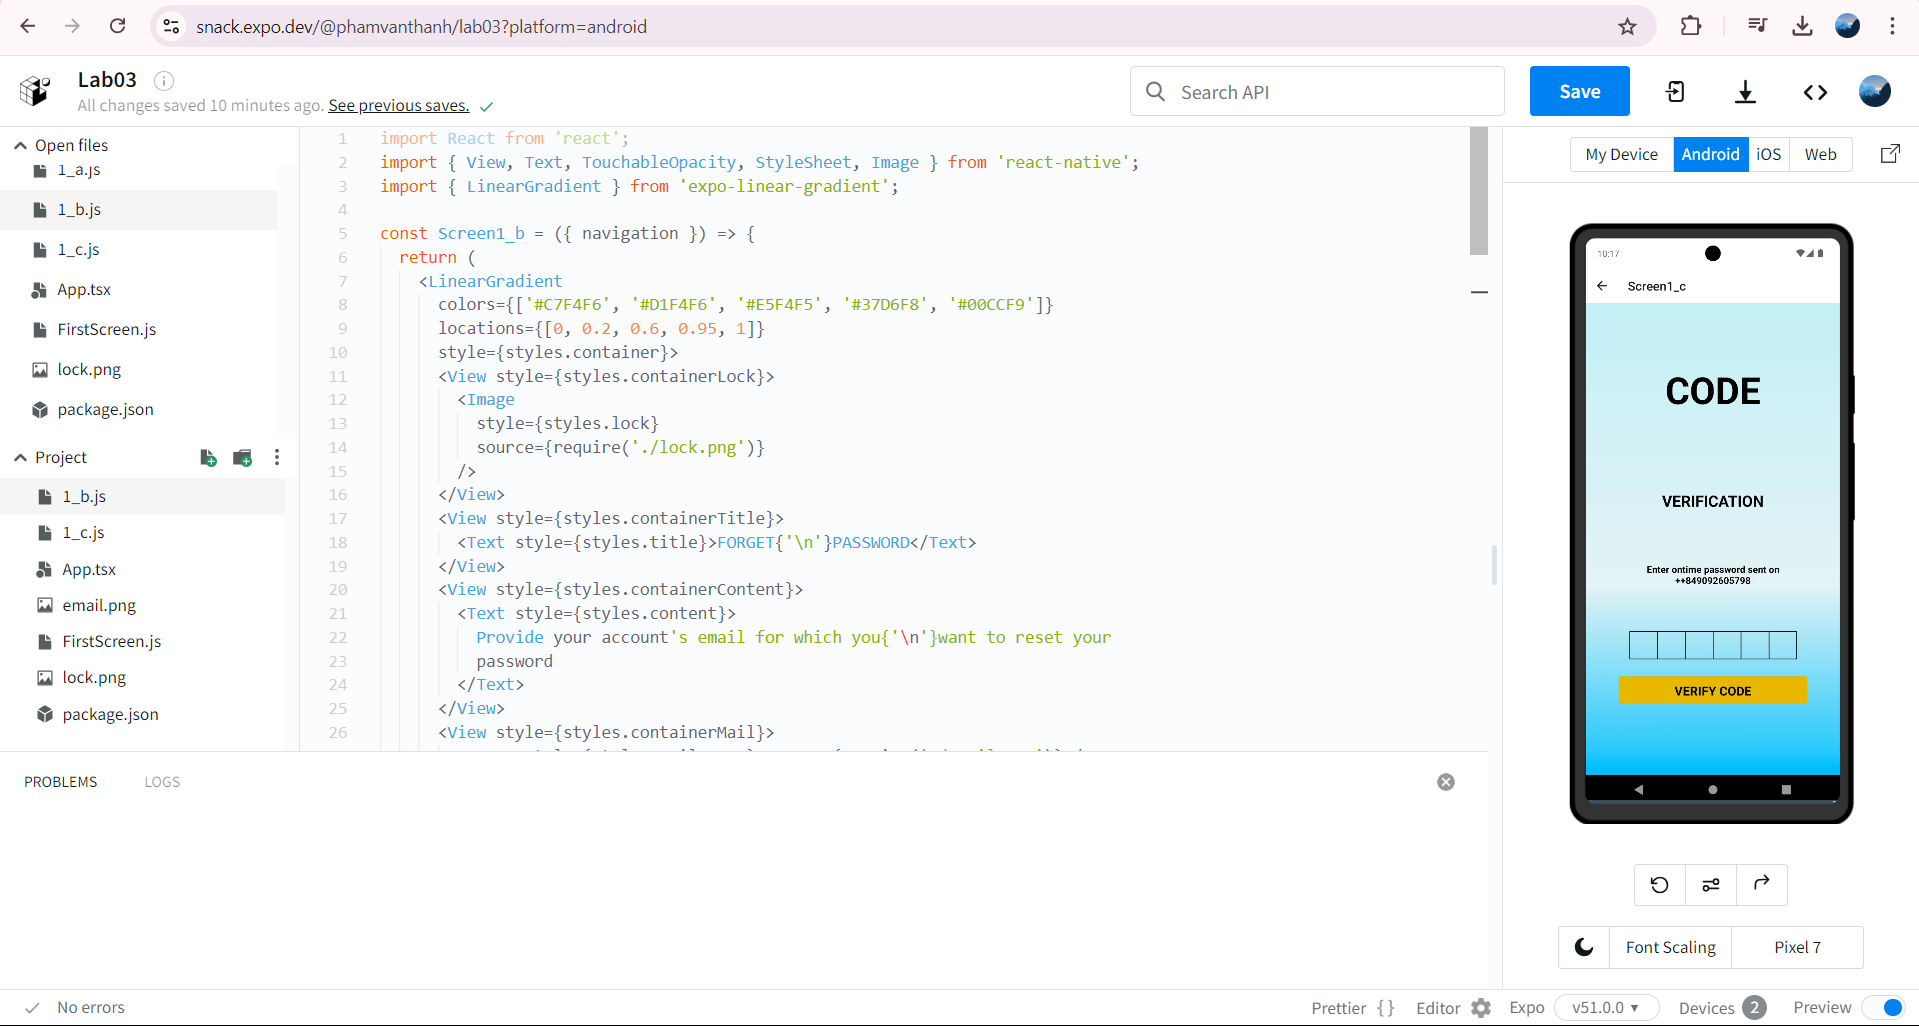 snack.expo.dev/@phamvanthanh/lab03?platform=android
Lab03
All changes saved 10 minutes ago. See previous saves.
Search API
Save
Open files
1_a.js
1_b.js
1_c.js
App.tsx
FirstScreen.js
lock.png
package.json
Project
1_b.js
1_c.js
App.tsx
email.png
FirstScreen.js
lock.png
package.json
1 import React from 'react';
2 import { View, Text, TouchableOpacity, StyleSheet, Image } from 'react-native';
3 import { LinearGradient } from 'expo-linear-gradient';
4
5 const Screen1_b = ({ navigation }) => {
6 return (
7 <LinearGradient
8 colors={['#C7F4F6', '#D1F4F6', '#E5F4F5', '#37D6F8', '#00CCF9']}
9 locations={[0, 0.2, 0.6, 0.95, 1]}
10 style={styles.container}>
11 <View style={styles.containerLock}>
12 <Image
13 style={styles.lock}
14 source={require('./lock.png')}
15 />
16 </View>
17 <View style={styles.containerTitle}>
18 <Text style={styles.title}>FORGET{'\n'}PASSWORD</Text>
19 </View>
20 <View style={styles.containerContent}>
21 <Text style={styles.content}>
22 Provide your account's email for which you{'\n'}want to reset your
23 password
24 </Text>
25 </View>
26 <View style={styles.containerMail}>
My Device
Android
iOS
Web
10:17
Screen1_c
CODE
VERIFICATION
Enter ontime password sent on
++849092605798
VERIFY CODE
Font Scaling
Pixel 7
PROBLEMS
LOGS
No errors
Prettier {}
Editor
Expo
v51.0.0
Devices 2
Preview